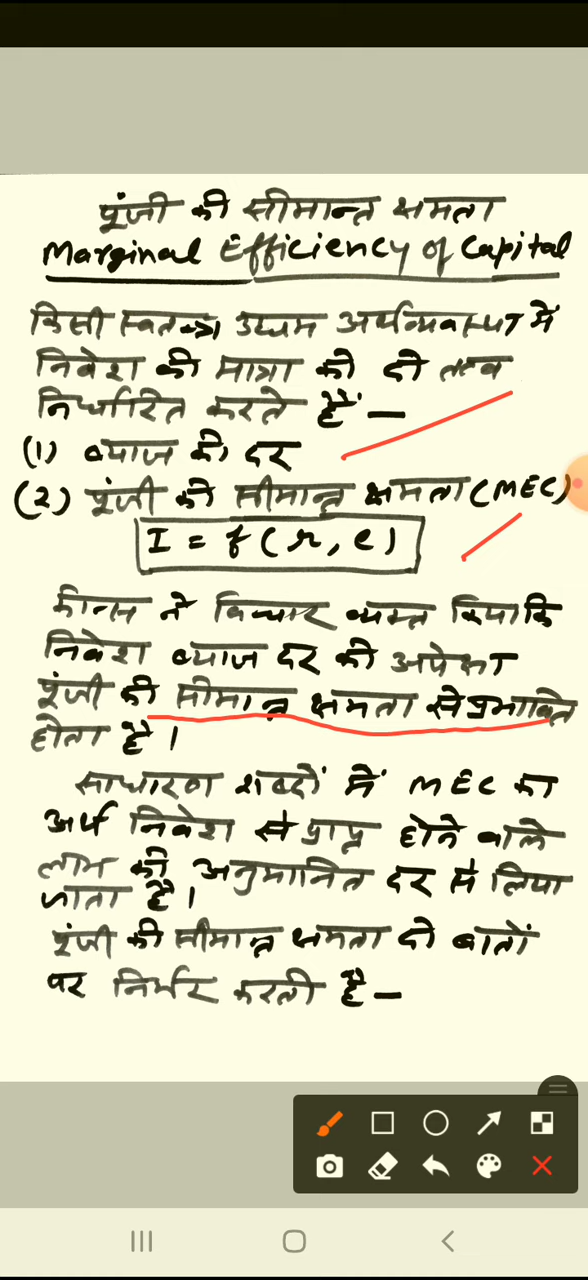 पूंजी की सीमान्त क्षमता
Marginal Efficiency of Capital
किसी स्वतन्त्र उद्यम अर्थव्यवस्था में
निवेश की मात्रा को दो तत्व
निर्धारित करते हैं —
(1) ब्याज की दर
(2) पूंजी की सीमान्त क्षमता (MEC)
I = f(r, e)
कीन्स ने विचार व्यक्त किया कि
निवेश ब्याज दर की अपेक्षा
पूंजी की सीमान्त क्षमता से प्रभावित
होता है।
साधारण शब्दों में MEC का
अर्थ निवेश से प्राप्त होने वाले
लाभ की अनुमानित दर से लिया
जाता है।
पूंजी की सीमान्त क्षमता दो बातों
पर निर्भर करती है —